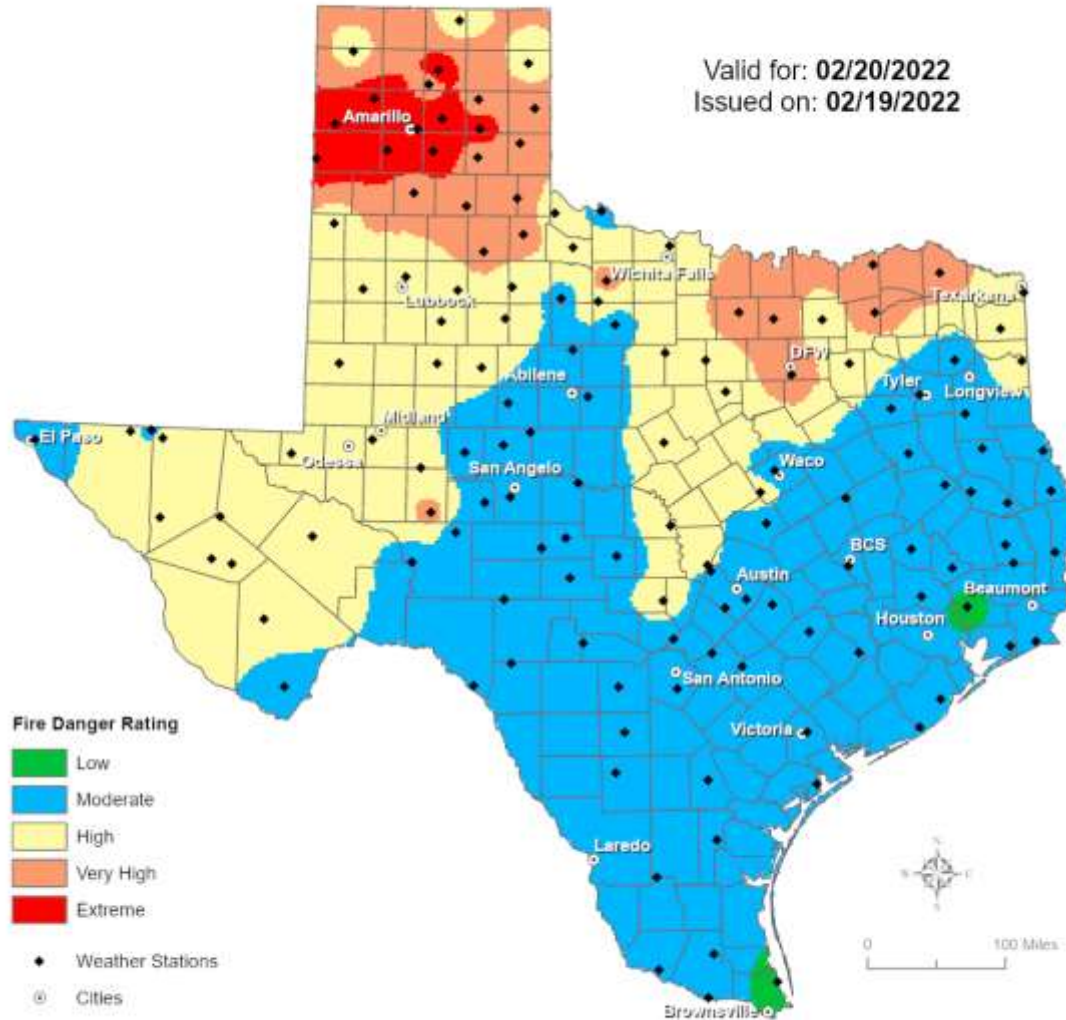 Valid for: 02/20/2022
Issued on: 02/19/2022
Amarillo
Wichita Falls
Lubbock
Texarkana
DFW
Abilene
Tyler
Longview
Midland
El Paso
Odessa
San Angelo
Waco
BCS
Austin
Beaumont
Houston
San Antonio
Victoria
Laredo
Brownsville
Fire Danger Rating
Low
Moderate
High
Very High
Extreme
Weather Stations
Cities
0 100 Miles